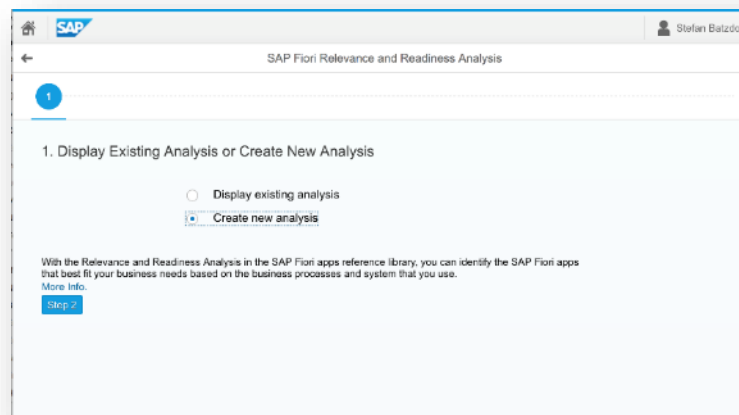 SAP
Stefan Batzdo
SAP Fiori Relevance and Readiness Analysis
1
1. Display Existing Analysis or Create New Analysis
Display existing analysis
Create new analysis
With the Relevance and Readiness Analysis in the SAP Fiori apps reference library, you can identify the SAP Fiori apps
that best fit your business needs based on the business processes and system that you use.
More Info.
Step 2